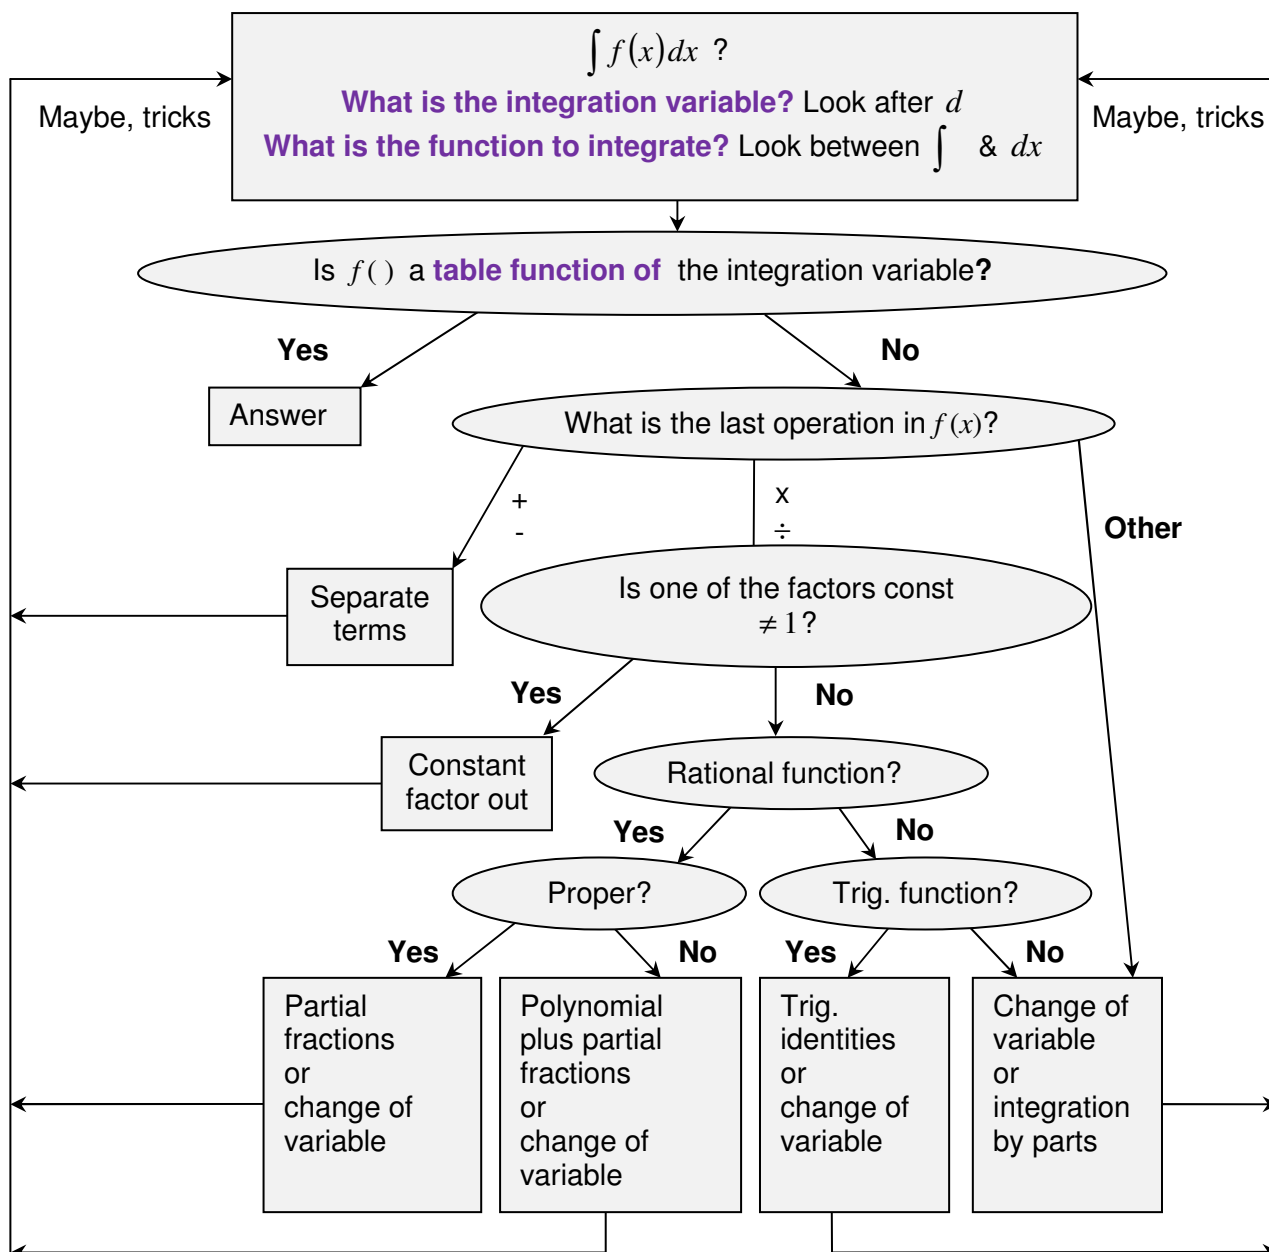 ∫ f(x)dx ?
What is the integration variable? Look after d
What is the function to integrate? Look between ∫ & dx
Maybe, tricks
Maybe, tricks
Is f( ) a table function of the integration variable?
Yes
No
Answer
What is the last operation in f(x)?
+
-
x
÷
Other
Separate
terms
Is one of the factors const
≠ 1?
Yes
No
Constant
factor out
Rational function?
Yes
No
Proper?
Trig. function?
Yes
No
Yes
No
Partial
fractions
or
change of
variable
Polynomial
plus partial
fractions
or
change of
variable
Trig.
identities
or
change of
variable
Change of
variable
or
integration
by parts